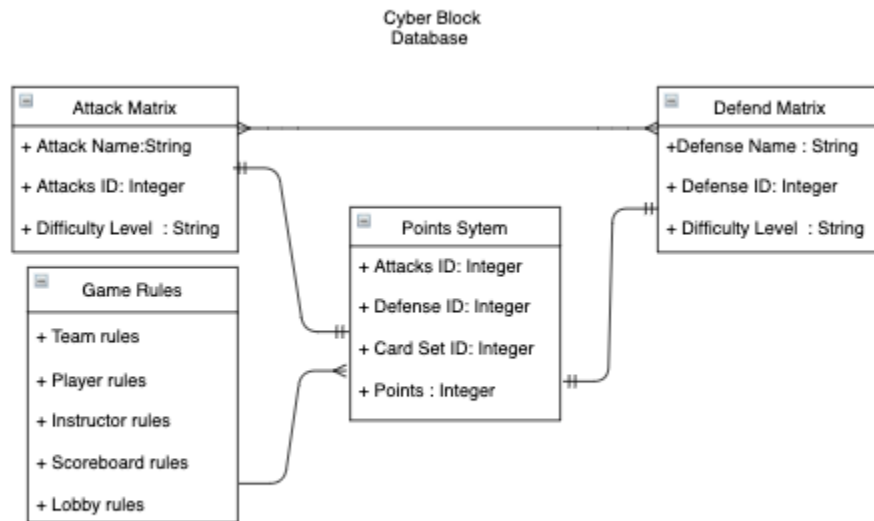 Cyber Block
Database
Attack Matrix
+ Attack Name:String
+ Attacks ID: Integer
+ Difficulty Level : String
Defend Matrix
+Defense Name : String
+ Defense ID: Integer
+ Difficulty Level : String
Points Sytem
+ Attacks ID: Integer
+ Defense ID: Integer
+ Card Set ID: Integer
+ Points : Integer
Game Rules
+ Team rules
+ Player rules
+ Instructor rules
+ Scoreboard rules
+ Lobby rules